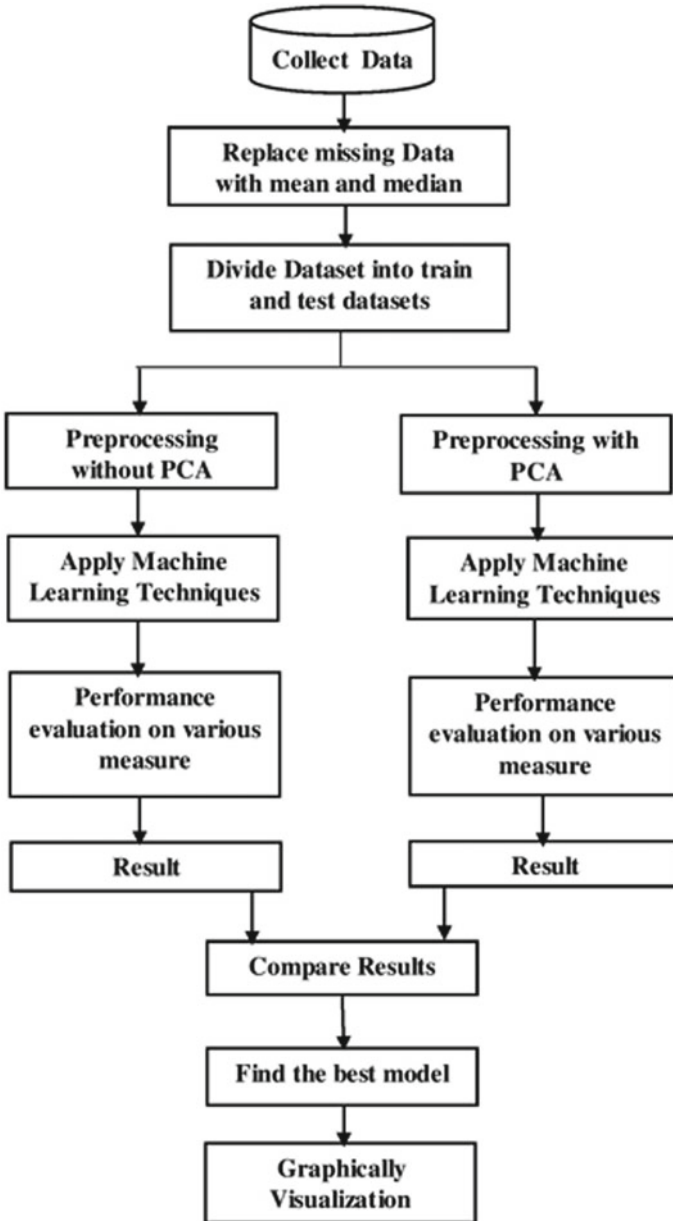 Collect Data
Replace missing Data
with mean and median
Divide Dataset into train
and test datasets
Preprocessing
without PCA
Apply Machine
Learning Techniques
Performance
evaluation on various
measure
Result
Preprocessing with
PCA
Apply Machine
Learning Techniques
Performance
evaluation on various
measure
Result
Compare Results
Find the best model
Graphically
Visualization